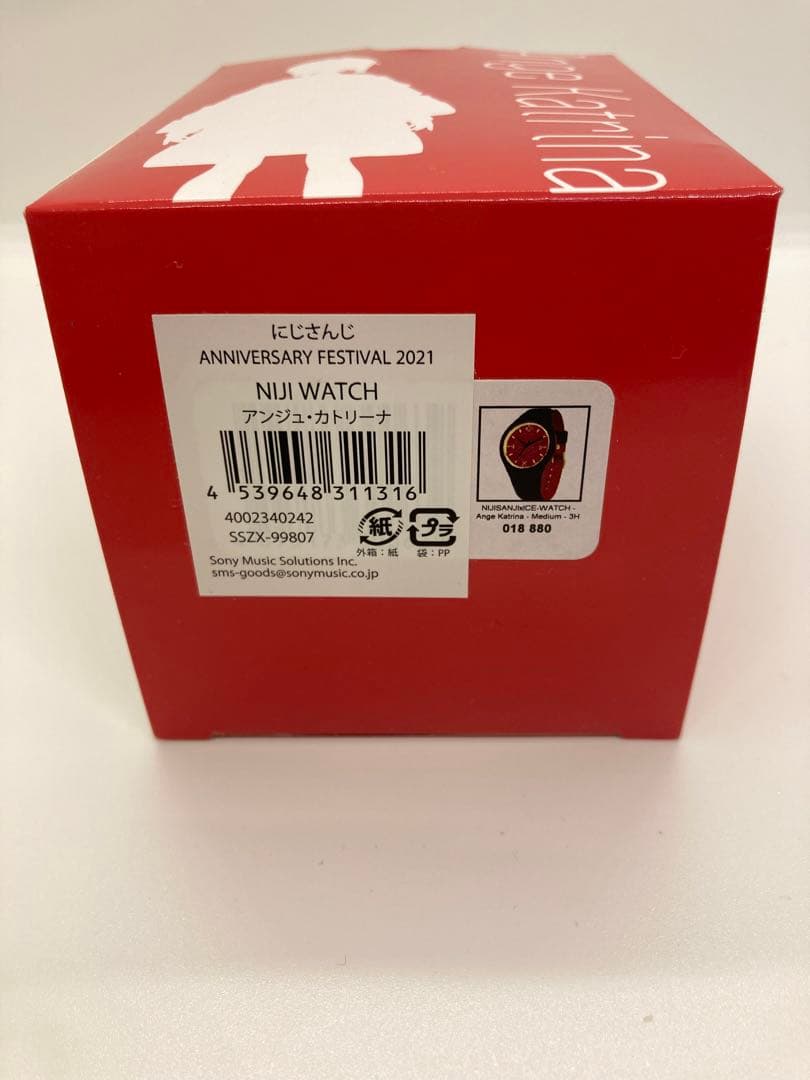 Ange Katrina
にじさんじ
ANNIVERSARY FESTIVAL 2021
NIJI WATCH
アンジュ・カトリーナ
4 539648 311316
4002340242
SSZX-99807
紙
プラ
外箱：紙
袋：PP
Sony Music Solutions Inc.
sms-goods@sonymusic.co.jp
NIJISANJIxICE-WATCH -
Ange Katrina - Medium - 3H
018 880